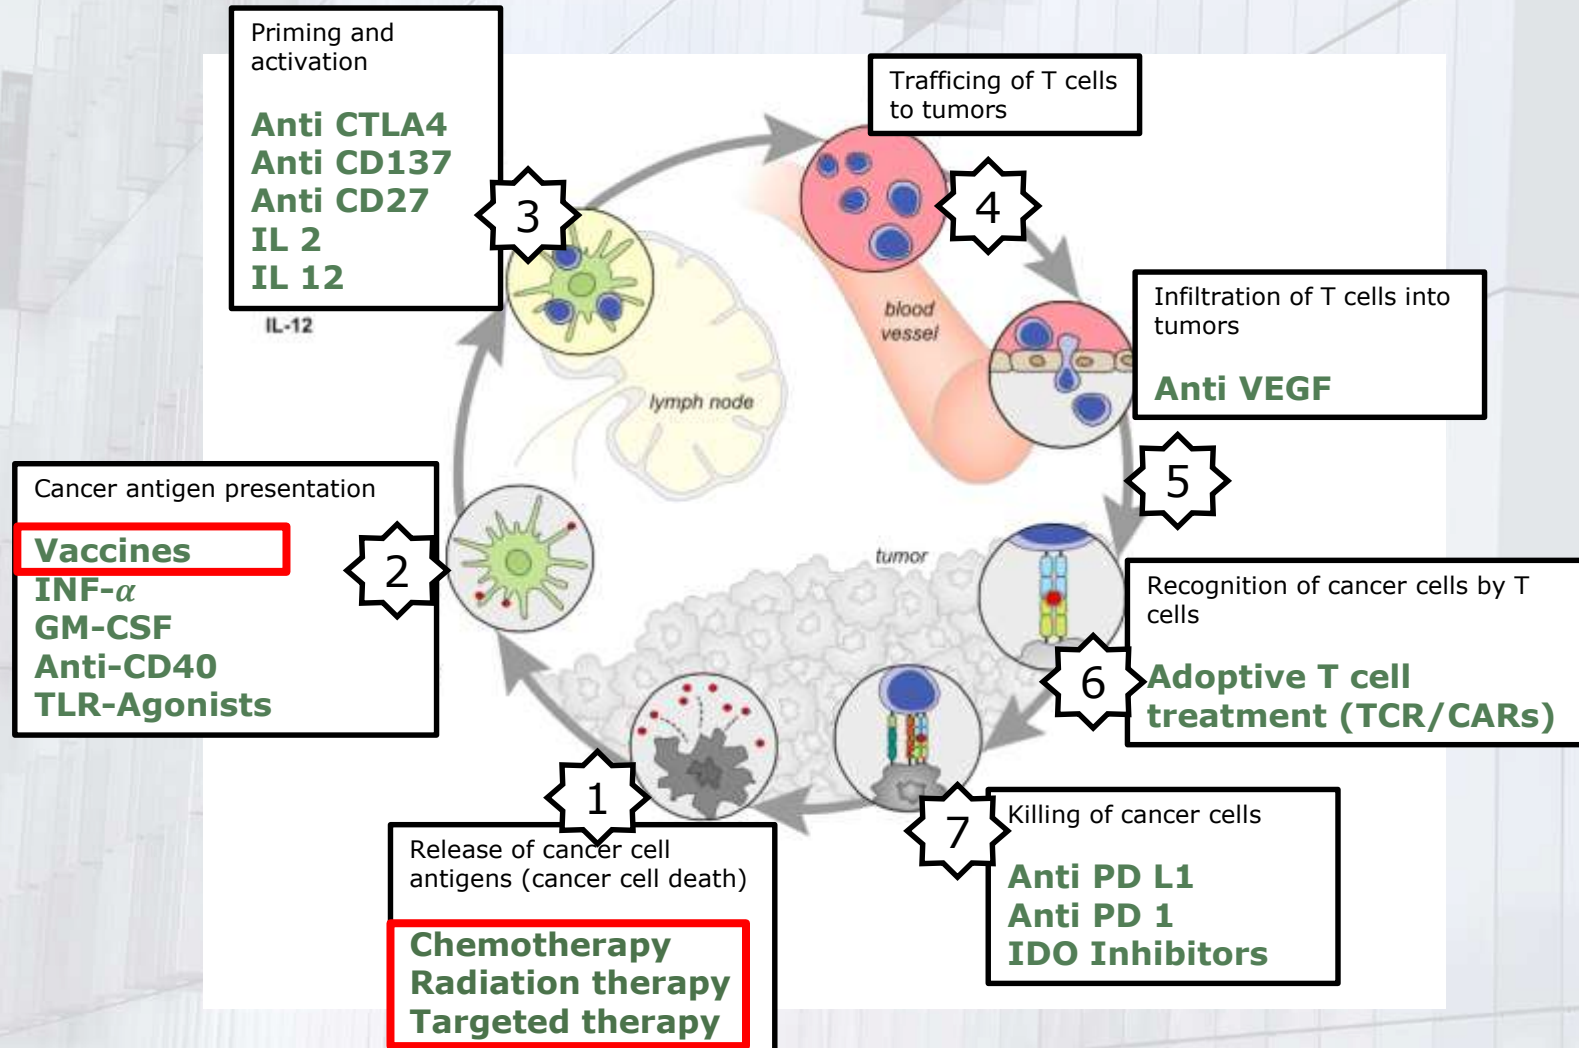 Priming and
activation
Anti CTLA4
Anti CD137
Anti CD27
IL 2
IL 12
IL-12
3
Trafficing of T cells
to tumors
4
blood
vessel
Infiltration of T cells into
tumors
Anti VEGF
5
lymph node
Cancer antigen presentation
Vaccines
INF-α
GM-CSF
Anti-CD40
TLR-Agonists
2
tumor
Recognition of cancer cells by T
cells
Adoptive T cell
treatment (TCR/CARs)
6
1
Release of cancer cell
antigens (cancer cell death)
Chemotherapy
Radiation therapy
Targeted therapy
7
Killing of cancer cells
Anti PD L1
Anti PD 1
IDO Inhibitors